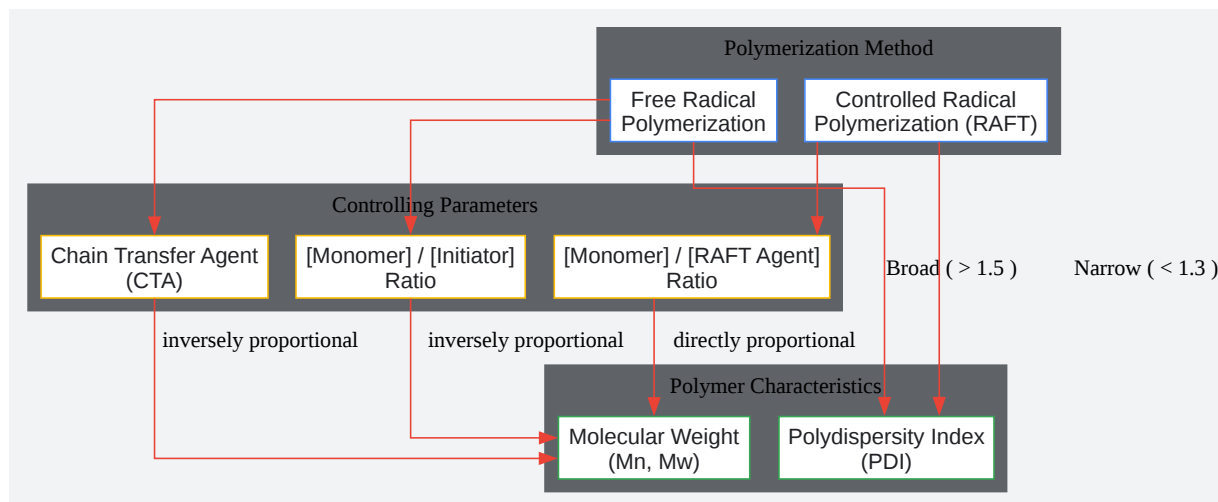 Polymerization Method
Free Radical
Polymerization
Controlled Radical
Polymerization (RAFT)
Controlling Parameters
Chain Transfer Agent
(CTA)
[Monomer] / [Initiator]
Ratio
[Monomer] / [RAFT Agent]
Ratio
Broad ( > 1.5 )
Narrow ( < 1.3 )
inversely proportional
inversely proportional
directly proportional
Polymer Characteristics
Molecular Weight
(Mn, Mw)
Polydispersity Index
(PDI)